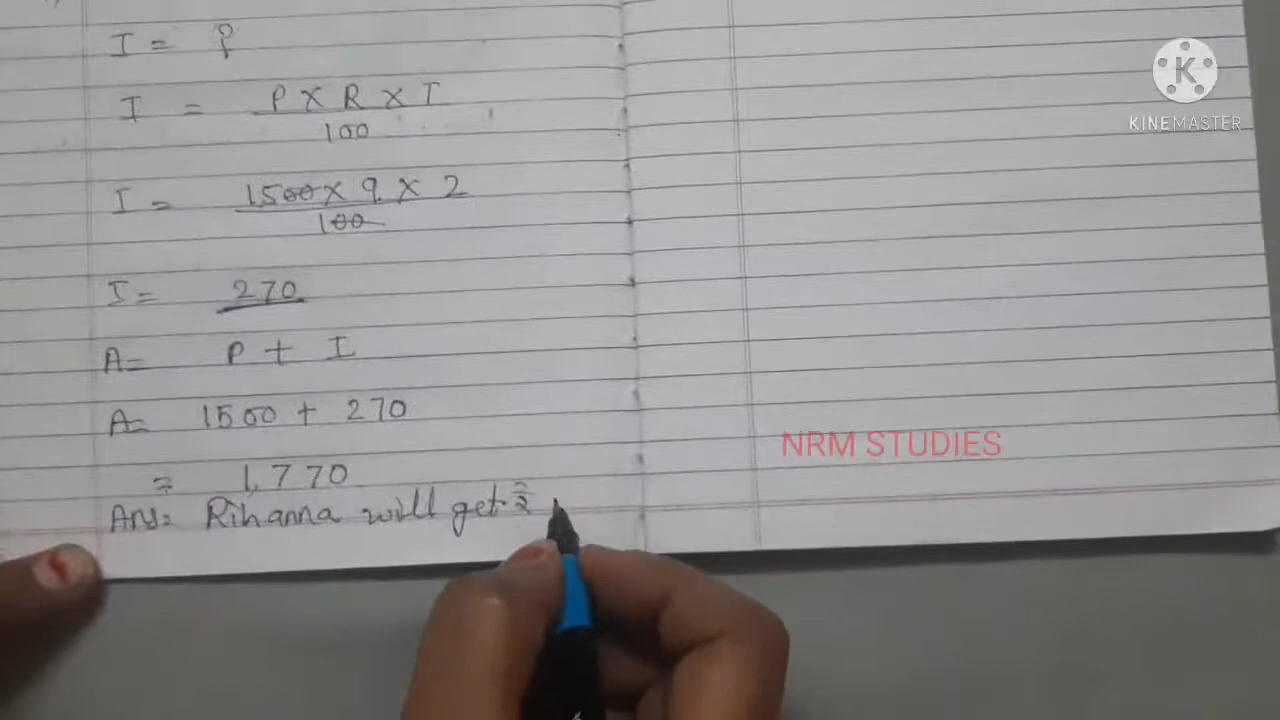 I = ?
I = P X R X T
100
I = 1500 X 9 X 2
100
I = 270
A = P + I
A = 1500 + 270
= 1,770
Ans = Rihanna will get ₹
K
KINEMASTER
NRM STUDIES